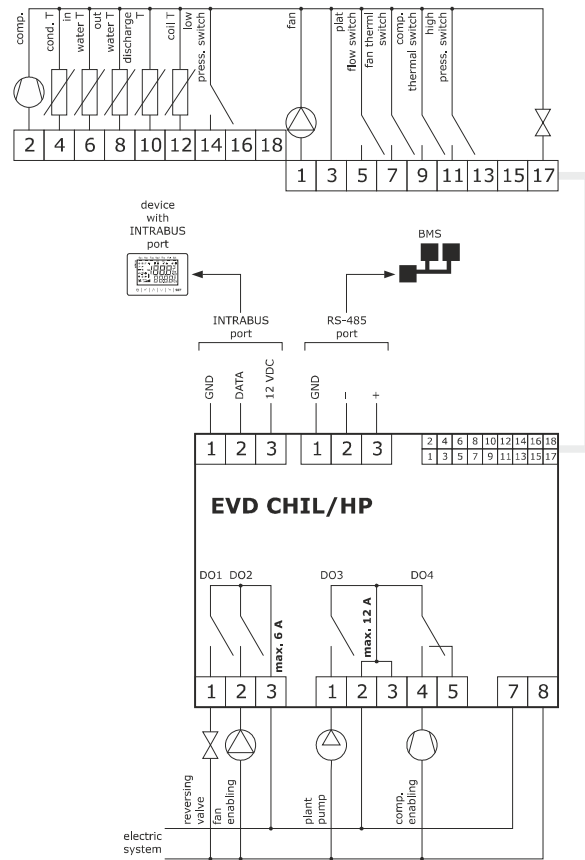 comp.
cond. T
in
water T
out
water T
discharge
T
coil T
low
press. switch
fan
plat
flow switch
fan therml
switch
comp.
thermal switch
high
press. switch
2 4 6 8 10 12 14 16 18
1 3 5 7 9 11 13 15 17
device
with
INTRABUS
port
BMS
INTRABUS
port
RS-485
port
GND
DATA
12 VDC
GND
–
+
1 2 3
1 2 3
2 4 6 8 10 12 14 16 18
1 3 5 7 9 11 13 15 17
EVD CHIL/HP
DO1 DO2
DO3
DO4
max. 6 A
max. 12 A
1 2 3
1 2 3 4 5
7 8
reversing
valve
fan
enabling
plant
pump
comp.
enabling
electric
system